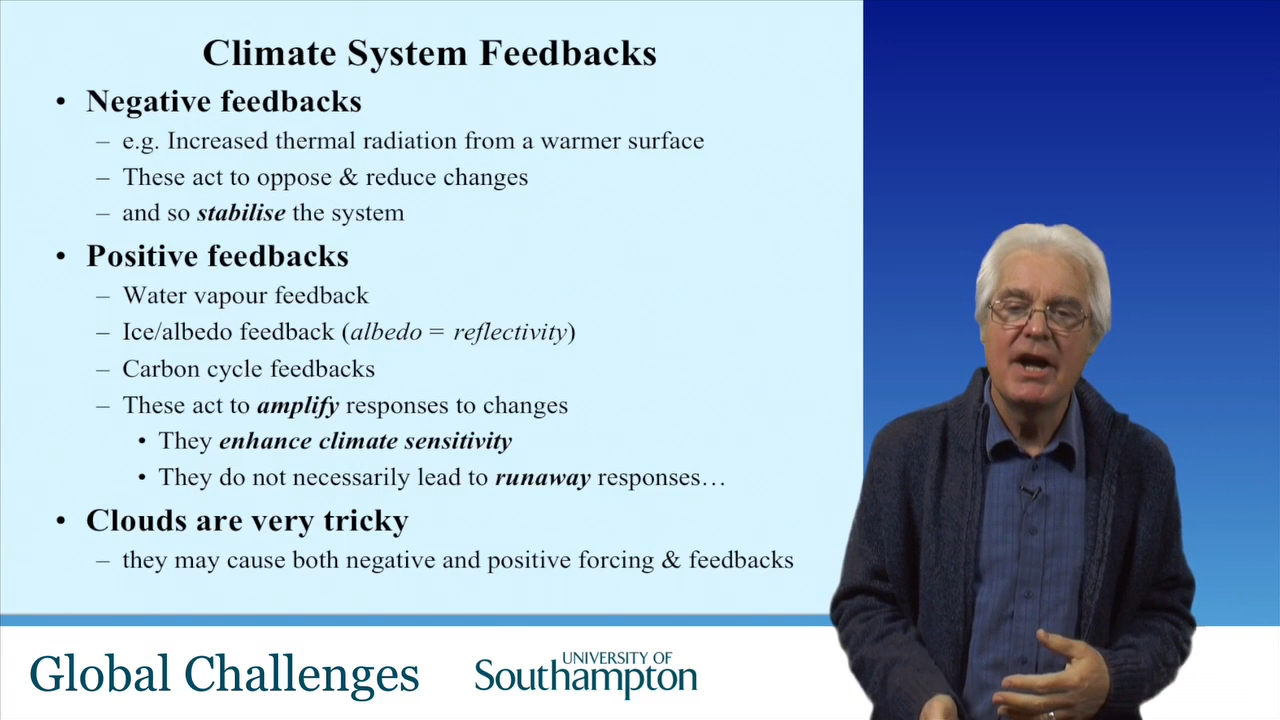 Climate System Feedbacks
• Negative feedbacks
– e.g. Increased thermal radiation from a warmer surface
– These act to oppose & reduce changes
– and so stabilise the system
• Positive feedbacks
– Water vapour feedback
– Ice/albedo feedback (albedo = reflectivity)
– Carbon cycle feedbacks
– These act to amplify responses to changes
• They enhance climate sensitivity
• They do not necessarily lead to runaway responses…
• Clouds are very tricky
– they may cause both negative and positive forcing & feedbacks
Global Challenges
UNIVERSITY OF
Southampton